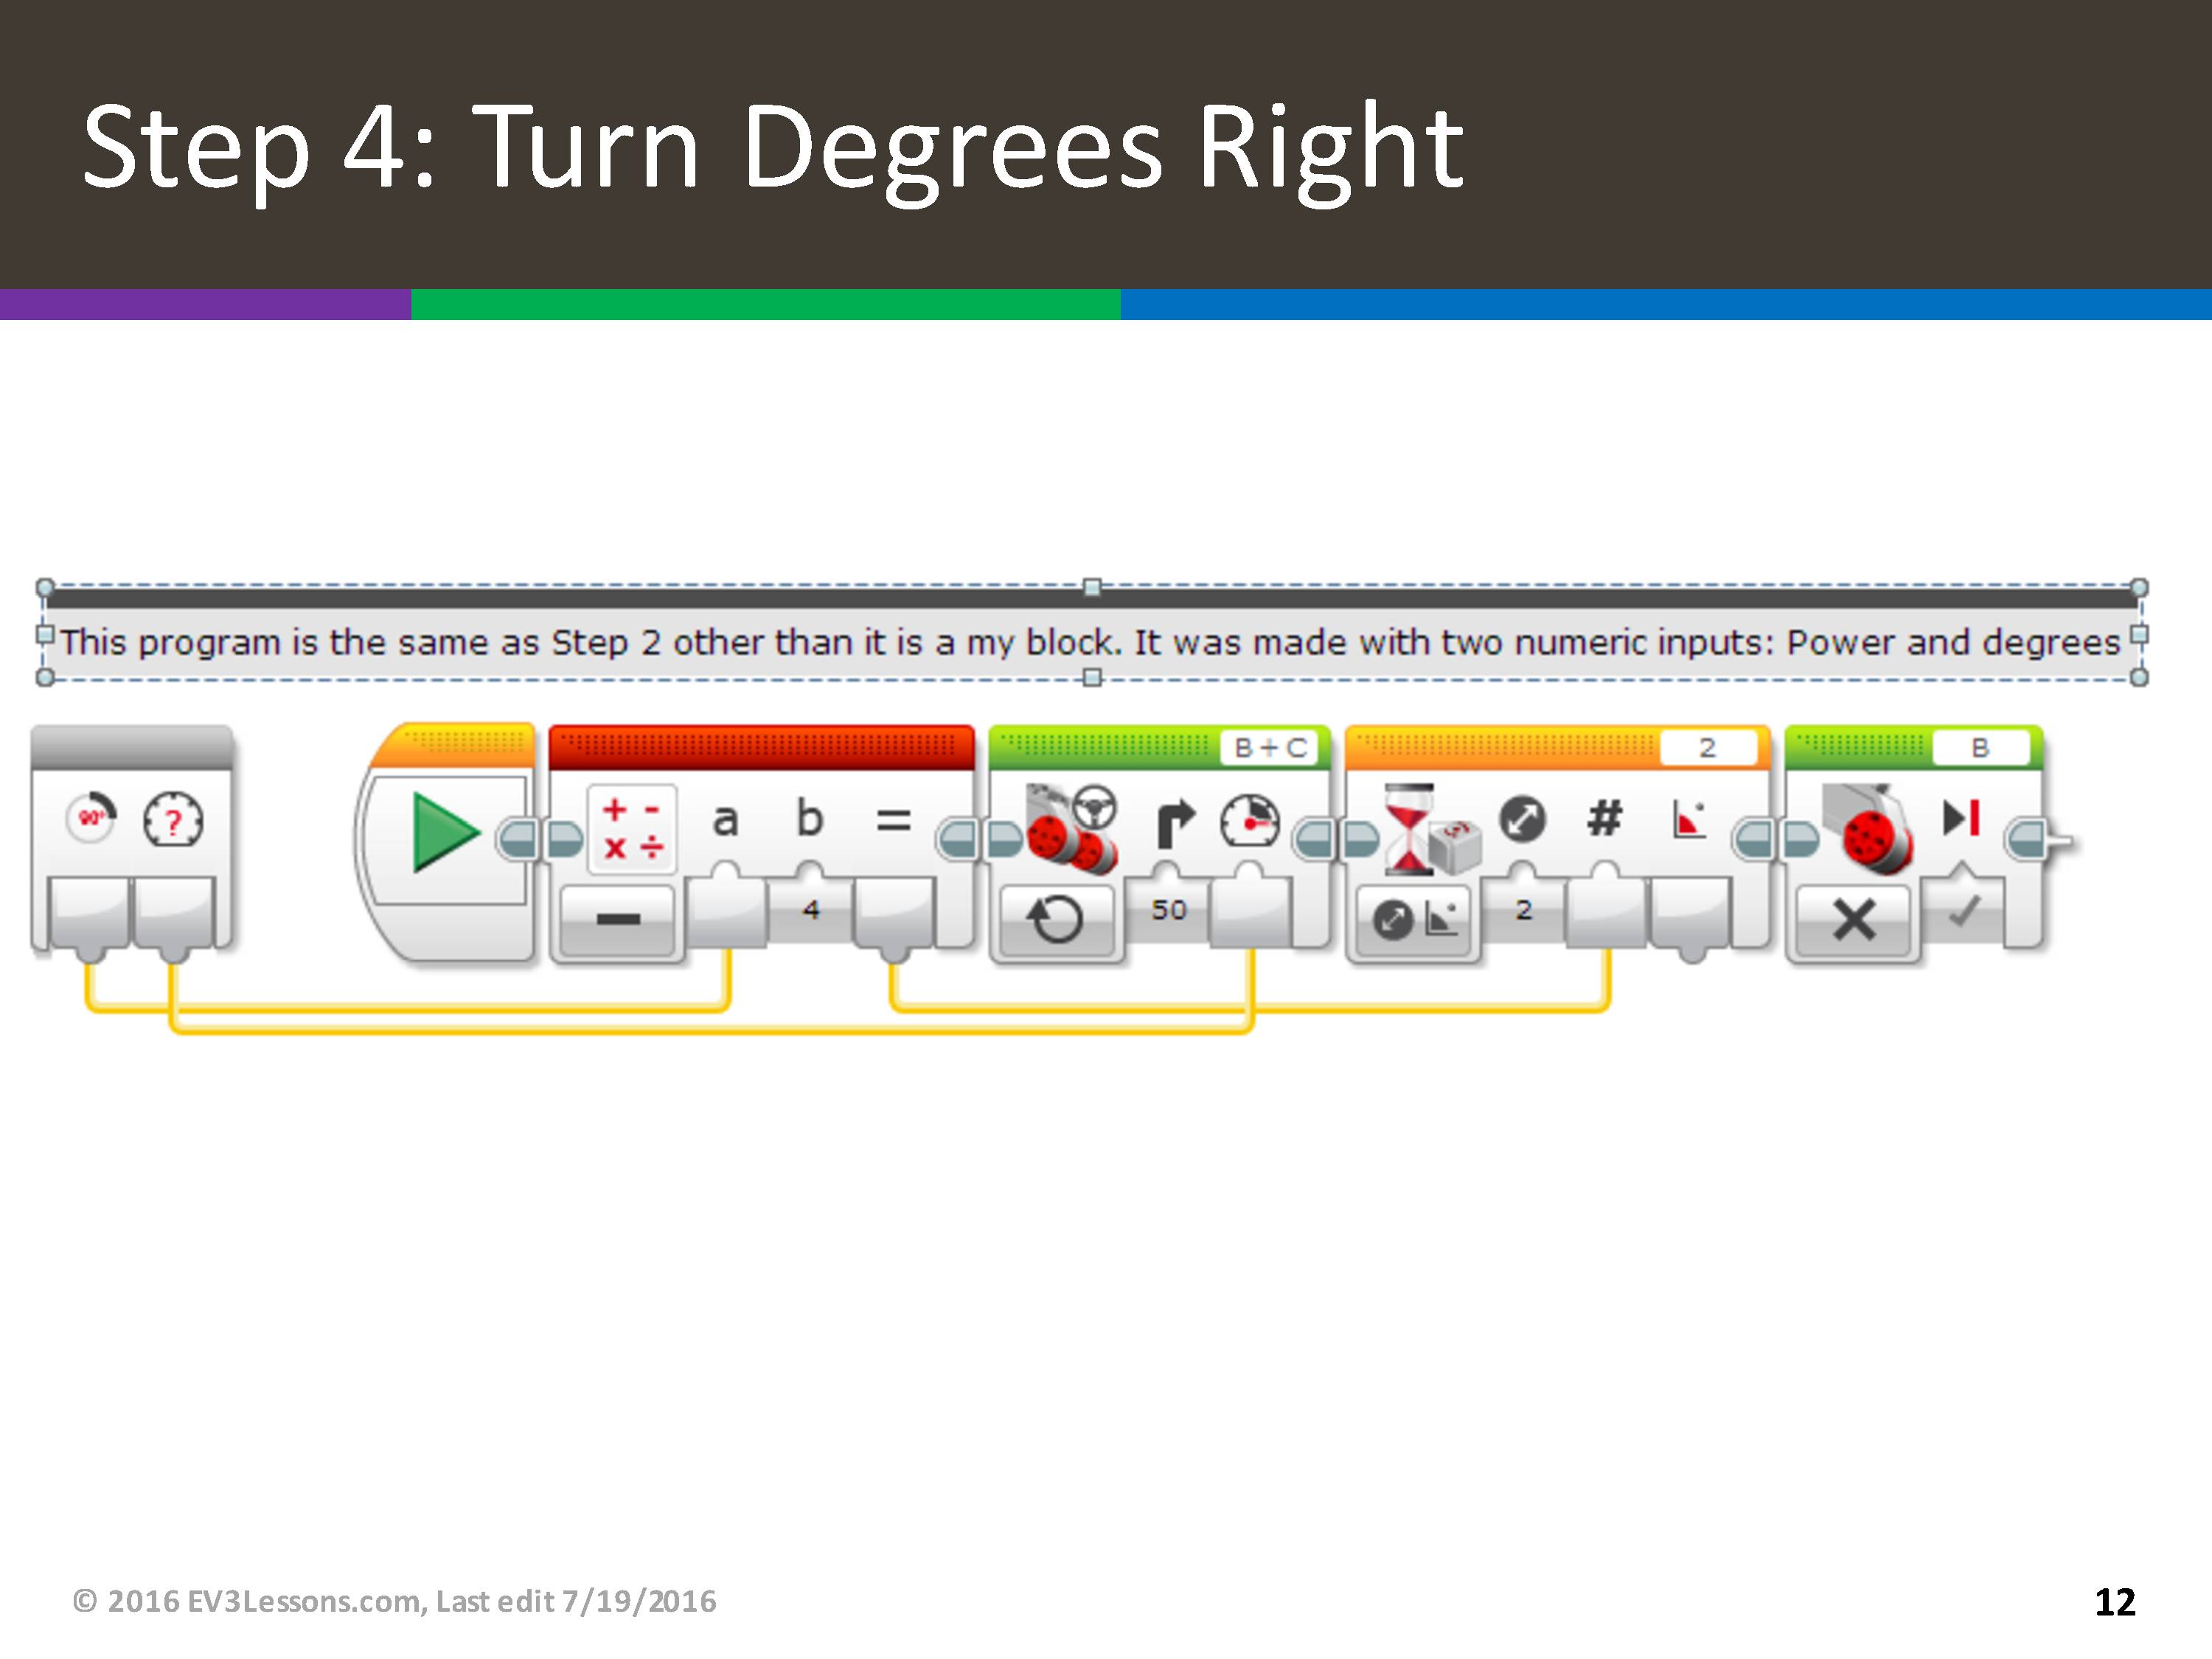 Step 4: Turn Degrees Right
This program is the same as Step 2 other than it is a my block. It was made with two numeric inputs: Power and degrees
B + C
2
B
90°
?
+ -
x ÷
a
b
=
#
4
50
2
© 2016 EV3Lessons.com, Last edit 7/19/2016
12